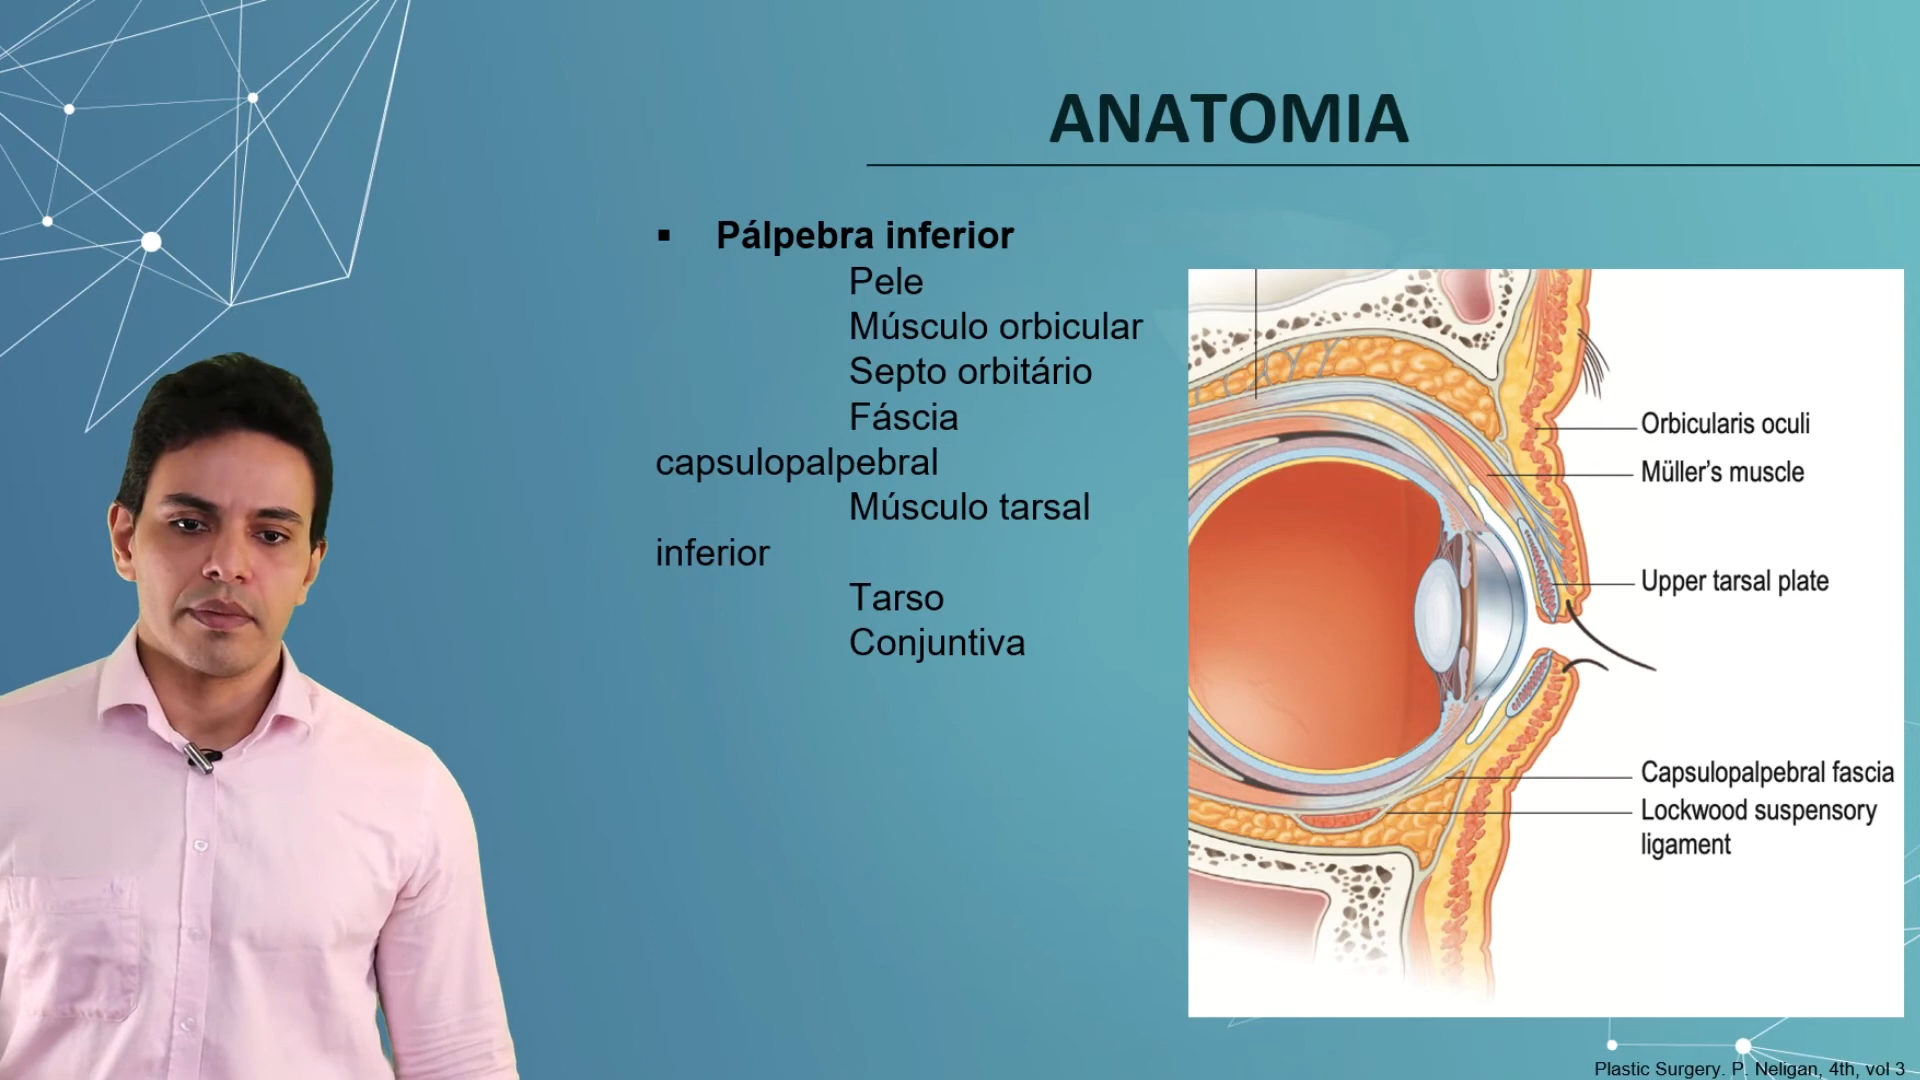 ANATOMIA
▪ Pálpebra inferior
Pele
Músculo orbicular
Septo orbitário
Fáscia
capsulopalpebral
Músculo tarsal
inferior
Tarso
Conjuntiva
Orbicularis oculi
Müller’s muscle
Upper tarsal plate
Capsulopalpebral fascia
Lockwood suspensory
ligament
Plastic Surgery. P. Neligan, 4th, vol 3